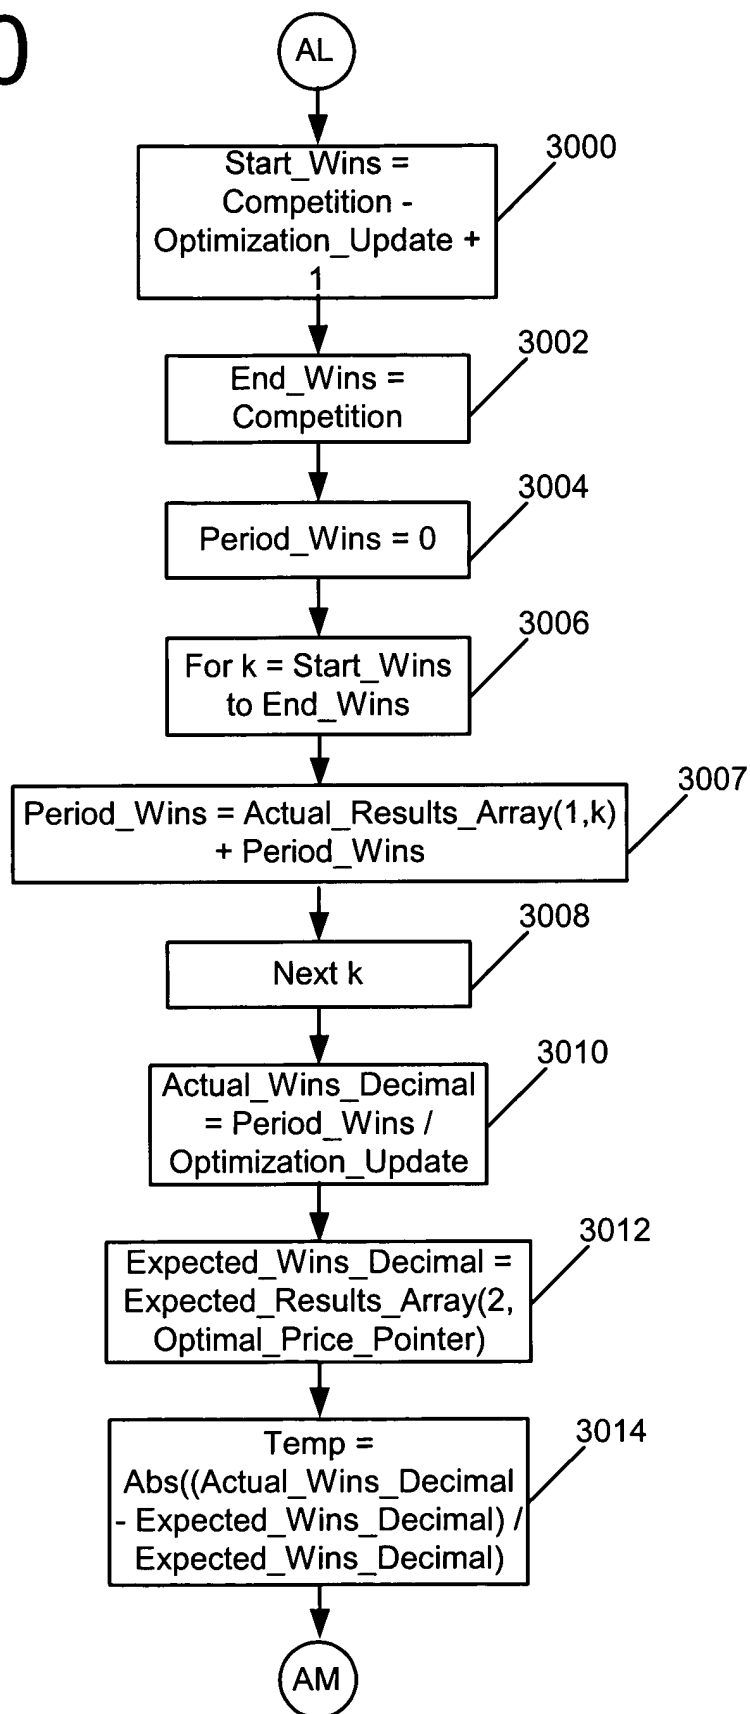 0
AL
3000
Start_Wins =
Competition -
Optimization_Update +
1
3002
End_Wins =
Competition
3004
Period_Wins = 0
3006
For k = Start_Wins
to End_Wins
3007
Period_Wins = Actual_Results_Array(1,k)
+ Period_Wins
3008
Next k
3010
Actual_Wins_Decimal
= Period_Wins /
Optimization_Update
3012
Expected_Wins_Decimal =
Expected_Results_Array(2,
Optimal_Price_Pointer)
3014
Temp =
Abs((Actual_Wins_Decimal
- Expected_Wins_Decimal) /
Expected_Wins_Decimal)
AM